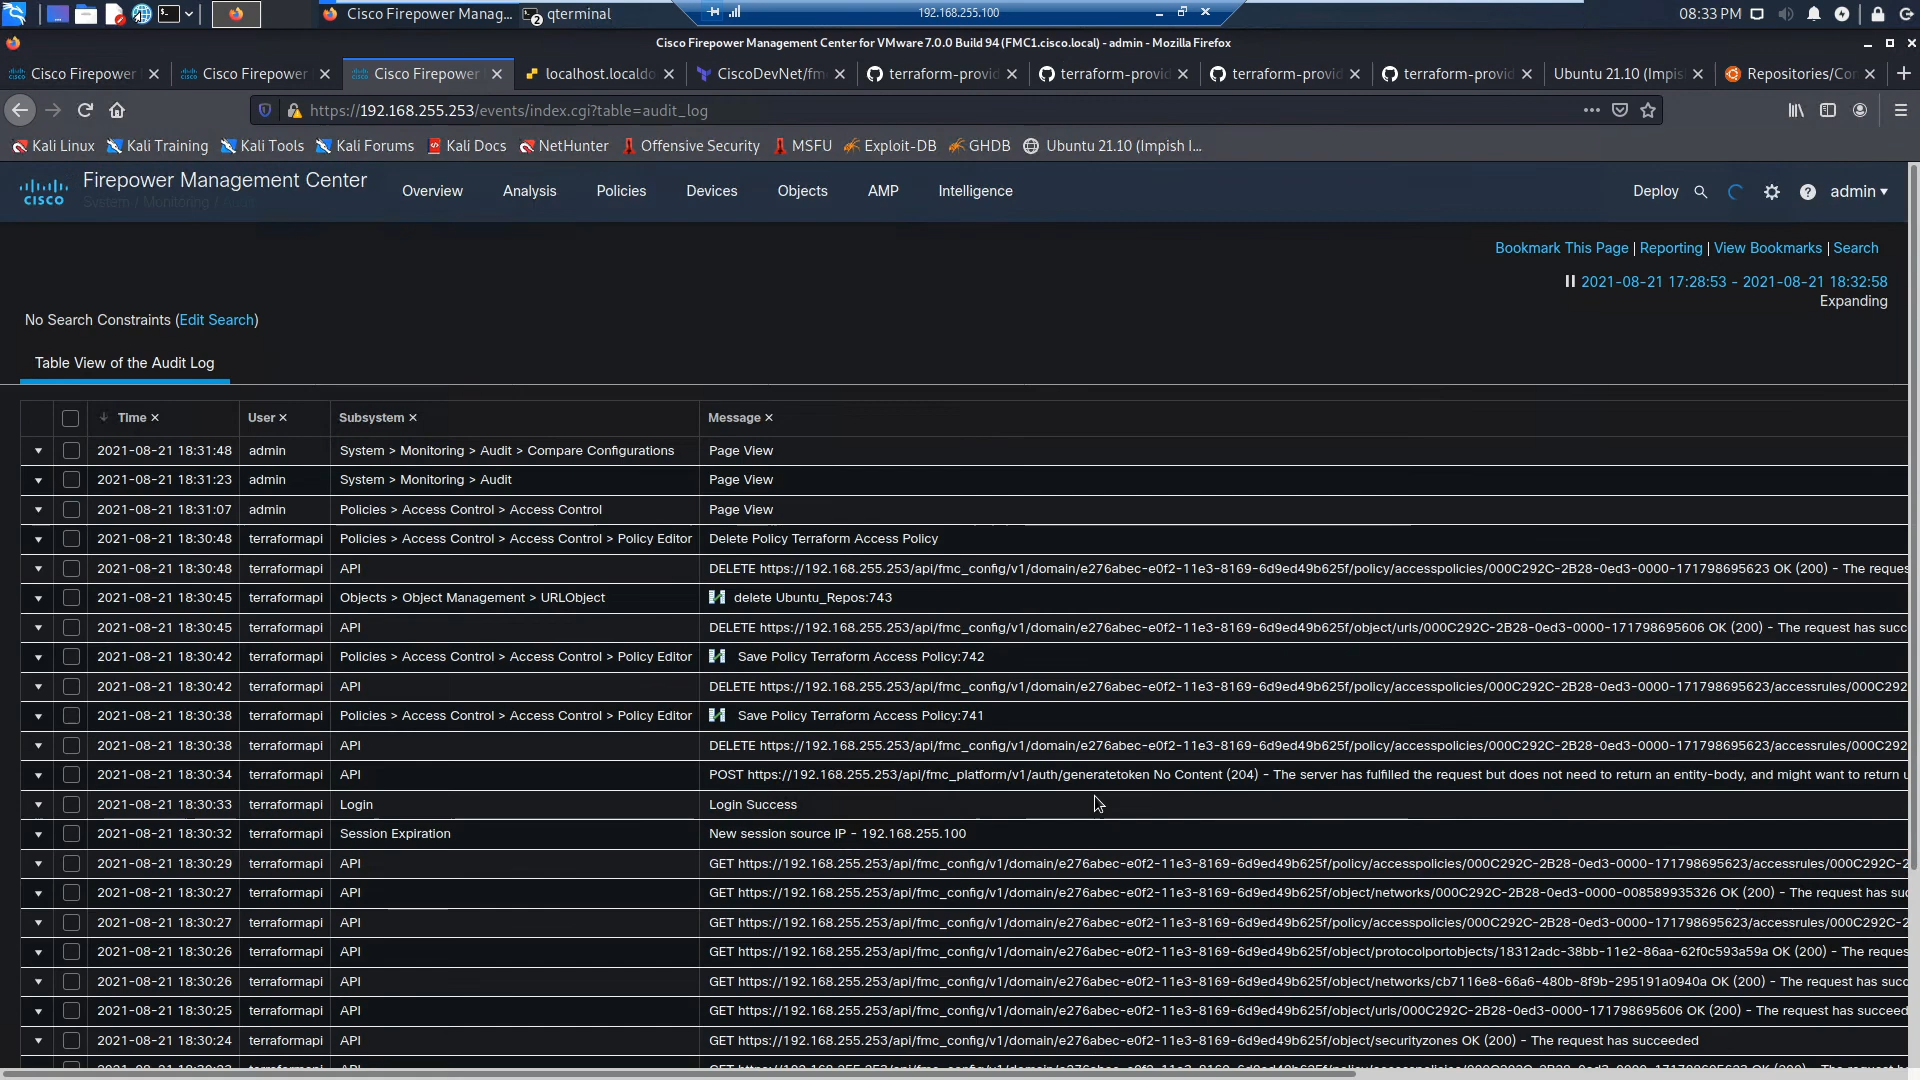 Cisco Firepower Manag...
2 qterminal
192.168.255.100
08:33 PM
Cisco Firepower Management Center for VMware 7.0.0 Build 94 (FMC1.cisco.local) - admin - Mozilla Firefox
Cisco Firepower
Cisco Firepower
Cisco Firepower
localhost.localdo
CiscoDevNet/fm
terraform-provid
terraform-provid
terraform-provid
terraform-provid
Ubuntu 21.10 (Impis
Repositories/Co
https://192.168.255.253/events/index.cgi?table=audit_log
Kali Linux Kali Training Kali Tools Kali Forums Kali Docs NetHunter Offensive Security MSFU Exploit-DB GHDB Ubuntu 21.10 (Impish I...
cisco
Firepower Management Center
System / Monitoring / Audit
Overview Analysis Policies Devices Objects AMP Intelligence
Deploy admin
Bookmark This Page | Reporting | View Bookmarks | Search
2021-08-21 17:28:53 - 2021-08-21 18:32:58
Expanding
No Search Constraints (Edit Search)
Table View of the Audit Log
Time × User × Subsystem × Message ×
2021-08-21 18:31:48 admin System > Monitoring > Audit > Compare Configurations Page View
2021-08-21 18:31:23 admin System > Monitoring > Audit Page View
2021-08-21 18:31:07 admin Policies > Access Control > Access Control Page View
2021-08-21 18:30:48 terraformapi Policies > Access Control > Access Control > Policy Editor Delete Policy Terraform Access Policy
2021-08-21 18:30:48 terraformapi API DELETE https://192.168.255.253/api/fmc_config/v1/domain/e276abec-e0f2-11e3-8169-6d9ed49b625f/policy/accesspolicies/000C292C-2B28-0ed3-0000-171798695623 OK (200) - The reques
2021-08-21 18:30:45 terraformapi Objects > Object Management > URLObject delete Ubuntu_Repos:743
2021-08-21 18:30:45 terraformapi API DELETE https://192.168.255.253/api/fmc_config/v1/domain/e276abec-e0f2-11e3-8169-6d9ed49b625f/object/urls/000C292C-2B28-0ed3-0000-171798695606 OK (200) - The request has succ
2021-08-21 18:30:42 terraformapi Policies > Access Control > Access Control > Policy Editor Save Policy Terraform Access Policy:742
2021-08-21 18:30:42 terraformapi API DELETE https://192.168.255.253/api/fmc_config/v1/domain/e276abec-e0f2-11e3-8169-6d9ed49b625f/policy/accesspolicies/000C292C-2B28-0ed3-0000-171798695623/accessrules/000C292
2021-08-21 18:30:38 terraformapi Policies > Access Control > Access Control > Policy Editor Save Policy Terraform Access Policy:741
2021-08-21 18:30:38 terraformapi API DELETE https://192.168.255.253/api/fmc_config/v1/domain/e276abec-e0f2-11e3-8169-6d9ed49b625f/policy/accesspolicies/000C292C-2B28-0ed3-0000-171798695623/accessrules/000C292
2021-08-21 18:30:34 terraformapi API POST https://192.168.255.253/api/fmc_platform/v1/auth/generatetoken No Content (204) - The server has fulfilled the request but does not need to return an entity-body, and might want to return u
2021-08-21 18:30:33 terraformapi Login Login Success
2021-08-21 18:30:32 terraformapi Session Expiration New session source IP - 192.168.255.100
2021-08-21 18:30:29 terraformapi API GET https://192.168.255.253/api/fmc_config/v1/domain/e276abec-e0f2-11e3-8169-6d9ed49b625f/policy/accesspolicies/000C292C-2B28-0ed3-0000-171798695623/accessrules/000C292C-2
2021-08-21 18:30:27 terraformapi API GET https://192.168.255.253/api/fmc_config/v1/domain/e276abec-e0f2-11e3-8169-6d9ed49b625f/object/networks/000C292C-2B28-0ed3-0000-008589935326 OK (200) - The request has suc
2021-08-21 18:30:27 terraformapi API GET https://192.168.255.253/api/fmc_config/v1/domain/e276abec-e0f2-11e3-8169-6d9ed49b625f/policy/accesspolicies/000C292C-2B28-0ed3-0000-171798695623/accessrules/000C292C-2
2021-08-21 18:30:26 terraformapi API GET https://192.168.255.253/api/fmc_config/v1/domain/e276abec-e0f2-11e3-8169-6d9ed49b625f/object/protocolportobjects/18312adc-38bb-11e2-86aa-62f0c593a59a OK (200) - The reques
2021-08-21 18:30:26 terraformapi API GET https://192.168.255.253/api/fmc_config/v1/domain/e276abec-e0f2-11e3-8169-6d9ed49b625f/object/networks/cb7116e8-66a6-480b-8f9b-295191a0940a OK (200) - The request has succ
2021-08-21 18:30:25 terraformapi API GET https://192.168.255.253/api/fmc_config/v1/domain/e276abec-e0f2-11e3-8169-6d9ed49b625f/object/urls/000C292C-2B28-0ed3-0000-171798695606 OK (200) - The request has succeed
2021-08-21 18:30:24 terraformapi API GET https://192.168.255.253/api/fmc_config/v1/domain/e276abec-e0f2-11e3-8169-6d9ed49b625f/object/securityzones OK (200) - The request has succeeded